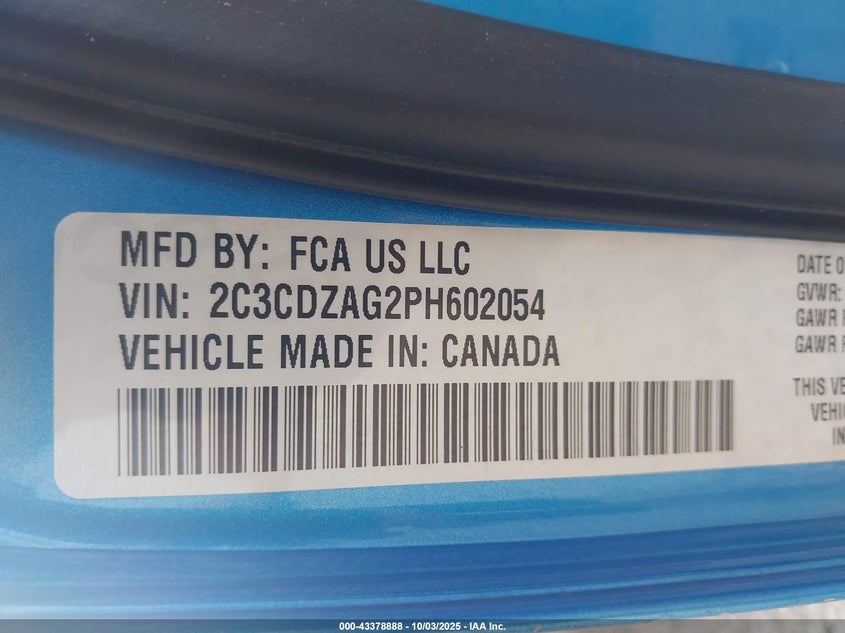 MFD BY: FCA US LLC
VIN: 2C3CDZAG2PH602054
VEHICLE MADE IN: CANADA
DATE O
GVWR:
GAWR
GAWR
THIS VE
VEHI
IN
000-43378888 - 10/03/2025 - IAA Inc.